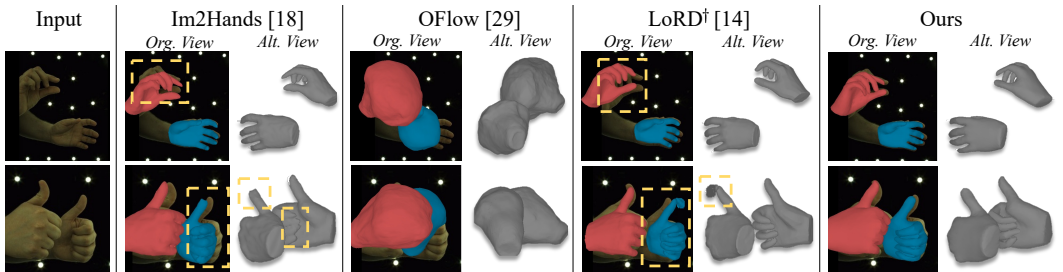 Input Im2Hands [18] OFlow [29] LoRD† [14] Ours
Org. View Alt. View Org. View Alt. View Org. View Alt. View Org. View Alt. View